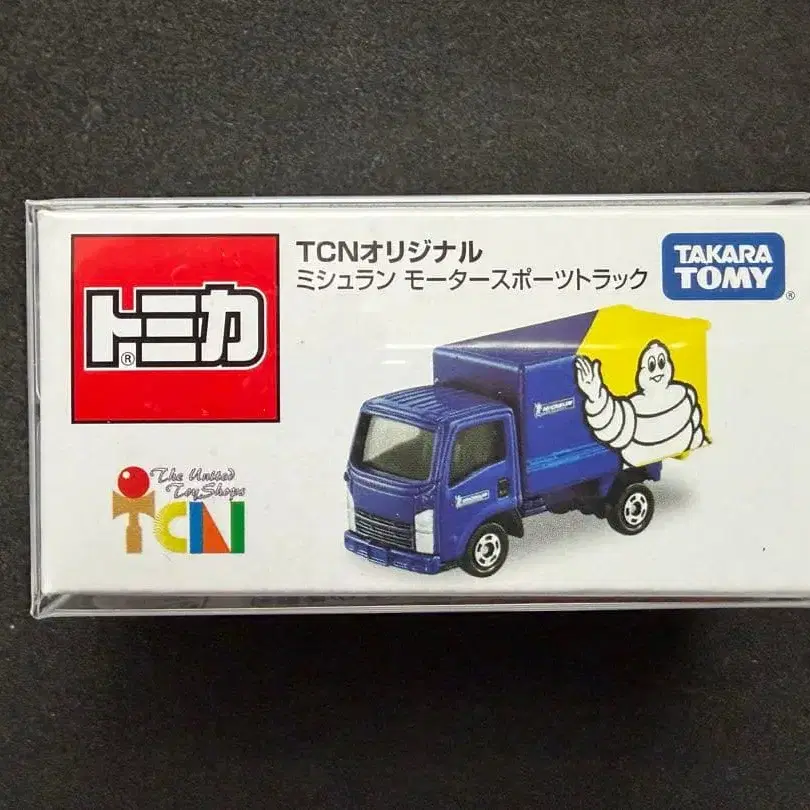 TCNオリジナル
ミシュラン モータースポーツトラック
TAKARA
TOMY
®
トミカ
®
MICHELIN
MICHELIN
The United
Toy Shops
TCN